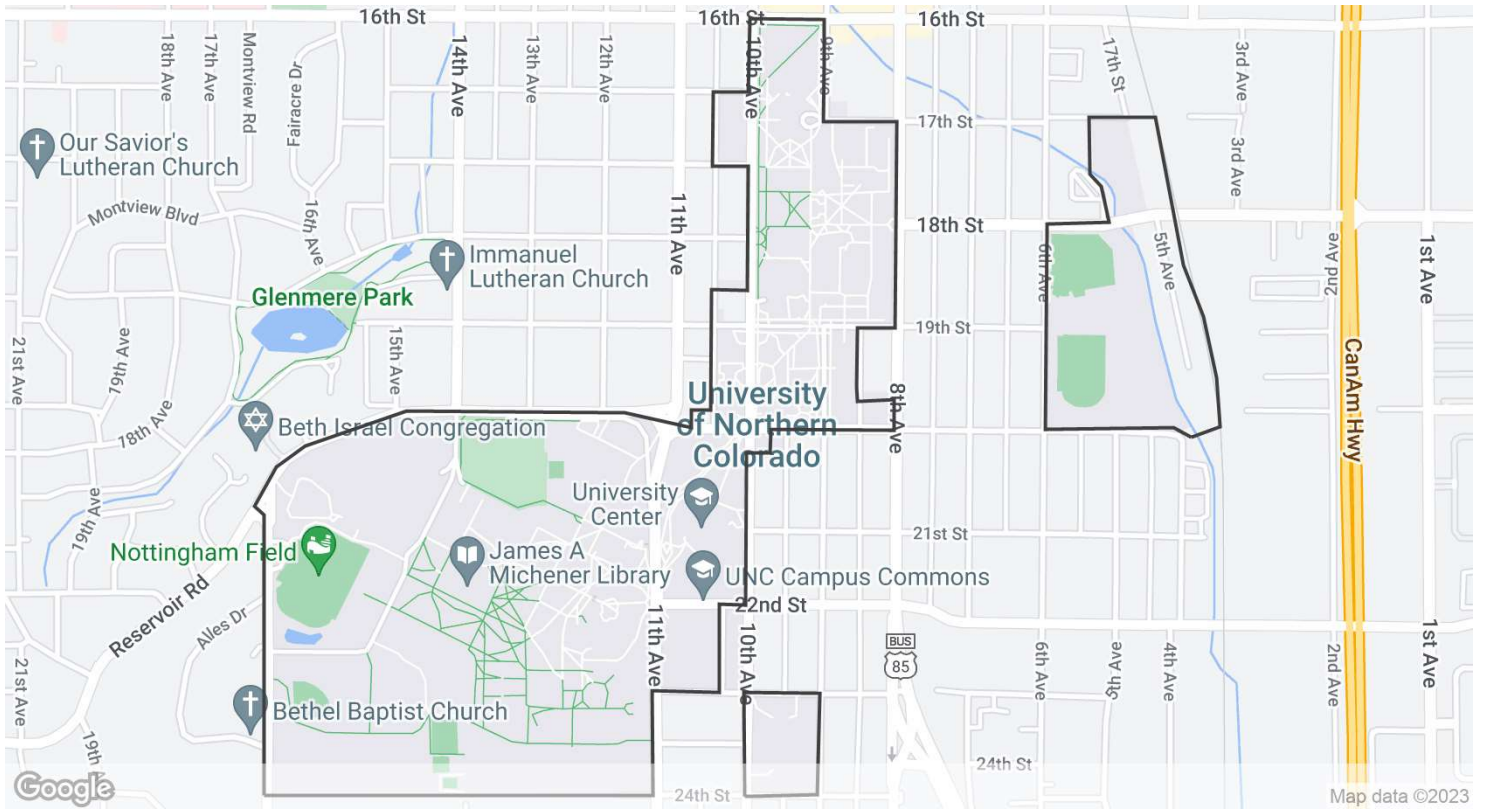 16th St
16th St
16th St
18th Ave
17th Ave
Montview Rd
Fairacre Dr
14th Ave
13th Ave
12th Ave
10th Ave
9th Ave
17th St
3rd Ave
Our Savior's
Lutheran Church
17th St
3rd Ave
Montview Blvd
16th Ave
11th Ave
18th St
Immanuel
Lutheran Church
6th Ave
5th Ave
2nd Ave
1st Ave
Glenmere Park
19th St
21st Ave
19th Ave
15th Ave
CanAm Hwy
University
of Northern
Colorado
8th Ave
18th Ave
Beth Israel Congregation
University
Center
19th Ave
21st St
Nottingham Field
James A
Michener Library
UNC Campus Commons
22nd St
Reservoir Rd
Alles Dr
11th Ave
10th Ave
BUS
85
6th Ave
5th Ave
4th Ave
2nd Ave
1st Ave
21st Ave
Bethel Baptist Church
19th Ave
24th St
24th St
Google
Map data ©2023